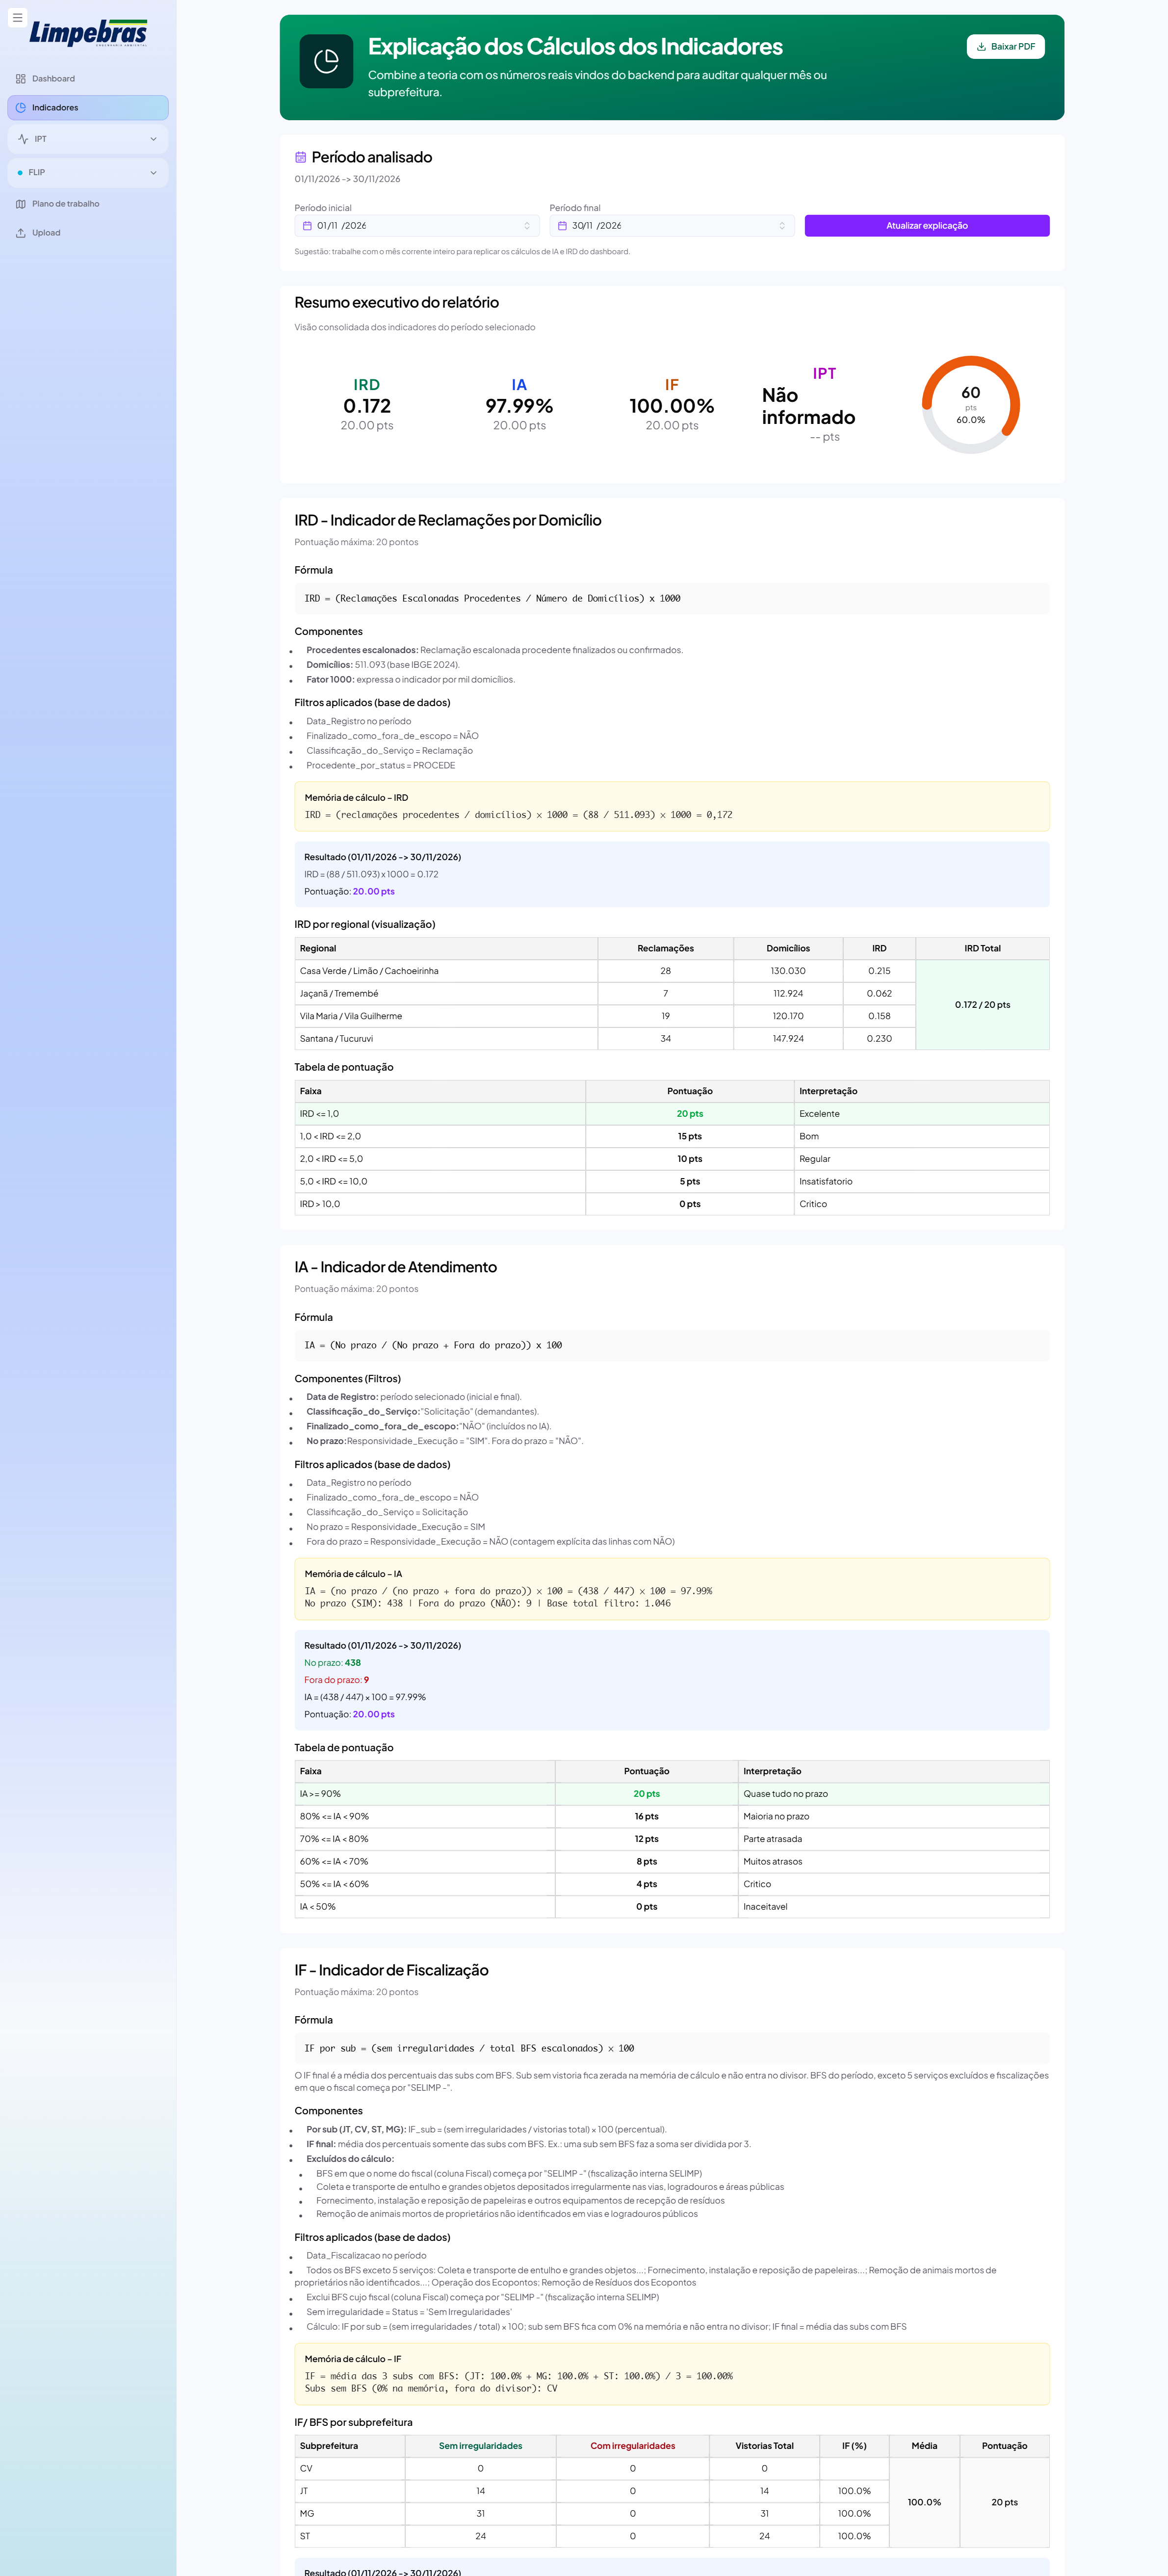 Limpebras
ENGENHARIA AMBIENTAL
Dashboard
Indicadores
IPT
FLIP
Plano de trabalho
Upload
Explicação dos Cálculos dos Indicadores
Combine a teoria com os números reais vindos do backend para auditar qualquer mês ou
subprefeitura.
Baixar PDF
Período analisado
01/11/2026 -> 30/11/2026
Período inicial
01/11 /2026
Período final
30/11 /2026
Atualizar explicação
Sugestão: trabalhe com o mês corrente inteiro para replicar os cálculos de IA e IRD do dashboard.
Resumo executivo do relatório
Visão consolidada dos indicadores do período selecionado
IRD
0.172
20.00 pts
IA
97.99%
20.00 pts
IF
100.00%
20.00 pts
IPT
Não
informado
-- pts
60
pts
60.0%
IRD - Indicador de Reclamações por Domicílio
Pontuação máxima: 20 pontos
Fórmula
IRD = (Reclamações Escalonadas Procedentes / Número de Domicílios) x 1000
Componentes
• Procedentes escalonados: Reclamação escalonada procedente finalizados ou confirmados.
• Domicílios: 511.093 (base IBGE 2024).
• Fator 1000: expressa o indicador por mil domicílios.
Filtros aplicados (base de dados)
• Data_Registro no período
• Finalizado_como_fora_de_escopo = NÃO
• Classificação_do_Serviço = Reclamação
• Procedente_por_status = PROCEDE
Memória de cálculo – IRD
IRD = (reclamações procedentes / domicílios) × 1000 = (88 / 511.093) × 1000 = 0,172
Resultado (01/11/2026 -> 30/11/2026)
IRD = (88 / 511.093) x 1000 = 0.172
Pontuação: 20.00 pts
IRD por regional (visualização)
Regional Reclamações Domicílios IRD IRD Total
Casa Verde / Limão / Cachoeirinha 28 130.030 0.215
Jaçanã / Tremembé 7 112.924 0.062
0.172 / 20 pts
Vila Maria / Vila Guilherme 19 120.170 0.158
Santana / Tucuruvi 34 147.924 0.230
Tabela de pontuação
Faixa Pontuação Interpretação
IRD <= 1,0 20 pts Excelente
1,0 < IRD <= 2,0 15 pts Bom
2,0 < IRD <= 5,0 10 pts Regular
5,0 < IRD <= 10,0 5 pts Insatisfatorio
IRD > 10,0 0 pts Critico
IA - Indicador de Atendimento
Pontuação máxima: 20 pontos
Fórmula
IA = (No prazo / (No prazo + Fora do prazo)) x 100
Componentes (Filtros)
• Data de Registro: período selecionado (inicial e final).
• Classificação_do_Serviço:"Solicitação" (demandantes).
• Finalizado_como_fora_de_escopo:"NÃO" (incluídos no IA).
• No prazo:Responsividade_Execução = "SIM". Fora do prazo = "NÃO".
Filtros aplicados (base de dados)
• Data_Registro no período
• Finalizado_como_fora_de_escopo = NÃO
• Classificação_do_Serviço = Solicitação
• No prazo = Responsividade_Execução = SIM
• Fora do prazo = Responsividade_Execução = NÃO (contagem explícita das linhas com NÃO)
Memória de cálculo – IA
IA = (no prazo / (no prazo + fora do prazo)) × 100 = (438 / 447) × 100 = 97.99%
No prazo (SIM): 438 | Fora do prazo (NÃO): 9 | Base total filtro: 1.046
Resultado (01/11/2026 -> 30/11/2026)
No prazo: 438
Fora do prazo: 9
IA = (438 / 447) × 100 = 97.99%
Pontuação: 20.00 pts
Tabela de pontuação
Faixa Pontuação Interpretação
IA >= 90% 20 pts Quase tudo no prazo
80% <= IA < 90% 16 pts Maioria no prazo
70% <= IA < 80% 12 pts Parte atrasada
60% <= IA < 70% 8 pts Muitos atrasos
50% <= IA < 60% 4 pts Critico
IA < 50% 0 pts Inaceitavel
IF - Indicador de Fiscalização
Pontuação máxima: 20 pontos
Fórmula
IF por sub = (sem irregularidades / total BFS escalonados) x 100
O IF final é a média dos percentuais das subs com BFS. Sub sem vistoria fica zerada na memória de cálculo e não entra no divisor. BFS do período, exceto 5 serviços excluídos e fiscalizações
em que o fiscal começa por "SELIMP -".
Componentes
• Por sub (JT, CV, ST, MG): IF_sub = (sem irregularidades / vistorias total) × 100 (percentual).
• IF final: média dos percentuais somente das subs com BFS. Ex.: uma sub sem BFS faz a soma ser dividida por 3.
• Excluídos do cálculo:
• BFS em que o nome do fiscal (coluna Fiscal) começa por "SELIMP -" (fiscalização interna SELIMP)
• Coleta e transporte de entulho e grandes objetos depositados irregularmente nas vias, logradouros e áreas públicas
• Fornecimento, instalação e reposição de papeleiras e outros equipamentos de recepção de resíduos
• Remoção de animais mortos de proprietários não identificados em vias e logradouros públicos
Filtros aplicados (base de dados)
• Data_Fiscalizacao no período
• Todos os BFS exceto 5 serviços: Coleta e transporte de entulho e grandes objetos...; Fornecimento, instalação e reposição de papeleiras...; Remoção de animais mortos de
proprietários não identificados...; Operação dos Ecopontos; Remoção de Resíduos dos Ecopontos
• Exclui BFS cujo fiscal (coluna Fiscal) começa por "SELIMP -" (fiscalização interna SELIMP)
• Sem irregularidade = Status = 'Sem Irregularidades'
• Cálculo: IF por sub = (sem irregularidades / total) × 100; sub sem BFS fica com 0% na memória e não entra no divisor; IF final = média das subs com BFS
Memória de cálculo – IF
IF = média das 3 subs com BFS: (JT: 100.0% + MG: 100.0% + ST: 100.0%) / 3 = 100.00%
Subs sem BFS (0% na memória, fora do divisor): CV
IF/ BFS por subprefeitura
Subprefeitura Sem irregularidades Com irregularidades Vistorias Total IF (%) Média Pontuação
CV 0 0 0
JT 14 0 14 100.0%
100.0% 20 pts
MG 31 0 31 100.0%
ST 24 0 24 100.0%
Resultado (01/11/2026 -> 30/11/2026)